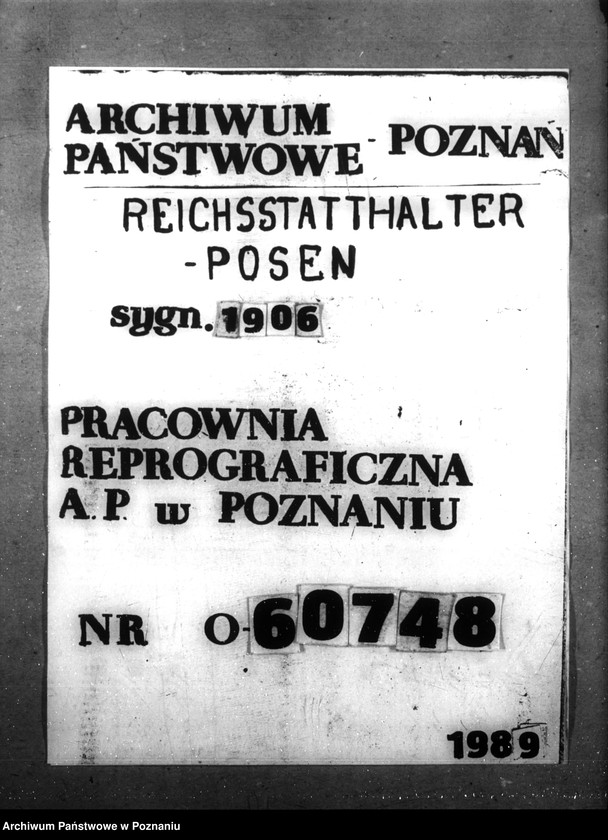 ARCHIWUM
PAŃSTWOWE - POZNAŃ
REICHSSTATTHALTER
-POSEN
sygn. 1906
PRACOWNIA
REPROGRAFICZNA
A.P. w POZNANIU
NR O-60748
1989
Archiwum Państwowe w Poznaniu